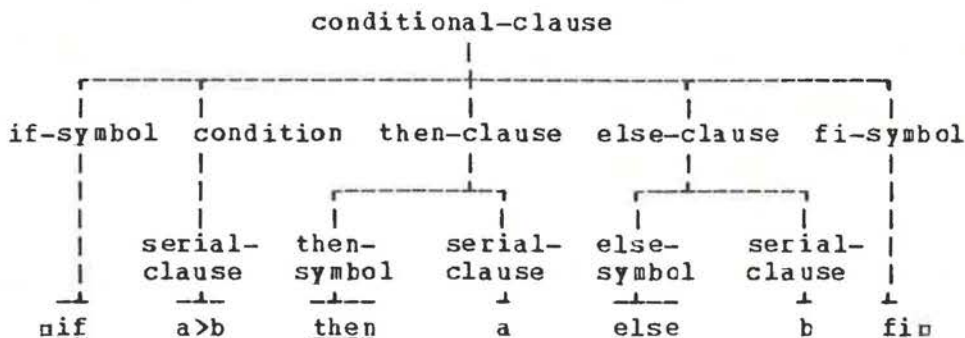 conditional-clause
if-symbol condition then-clause else-clause fi-symbol
serial- then- serial- else- serial-
clause symbol clause symbol clause
¤if a>b then a else b fi¤